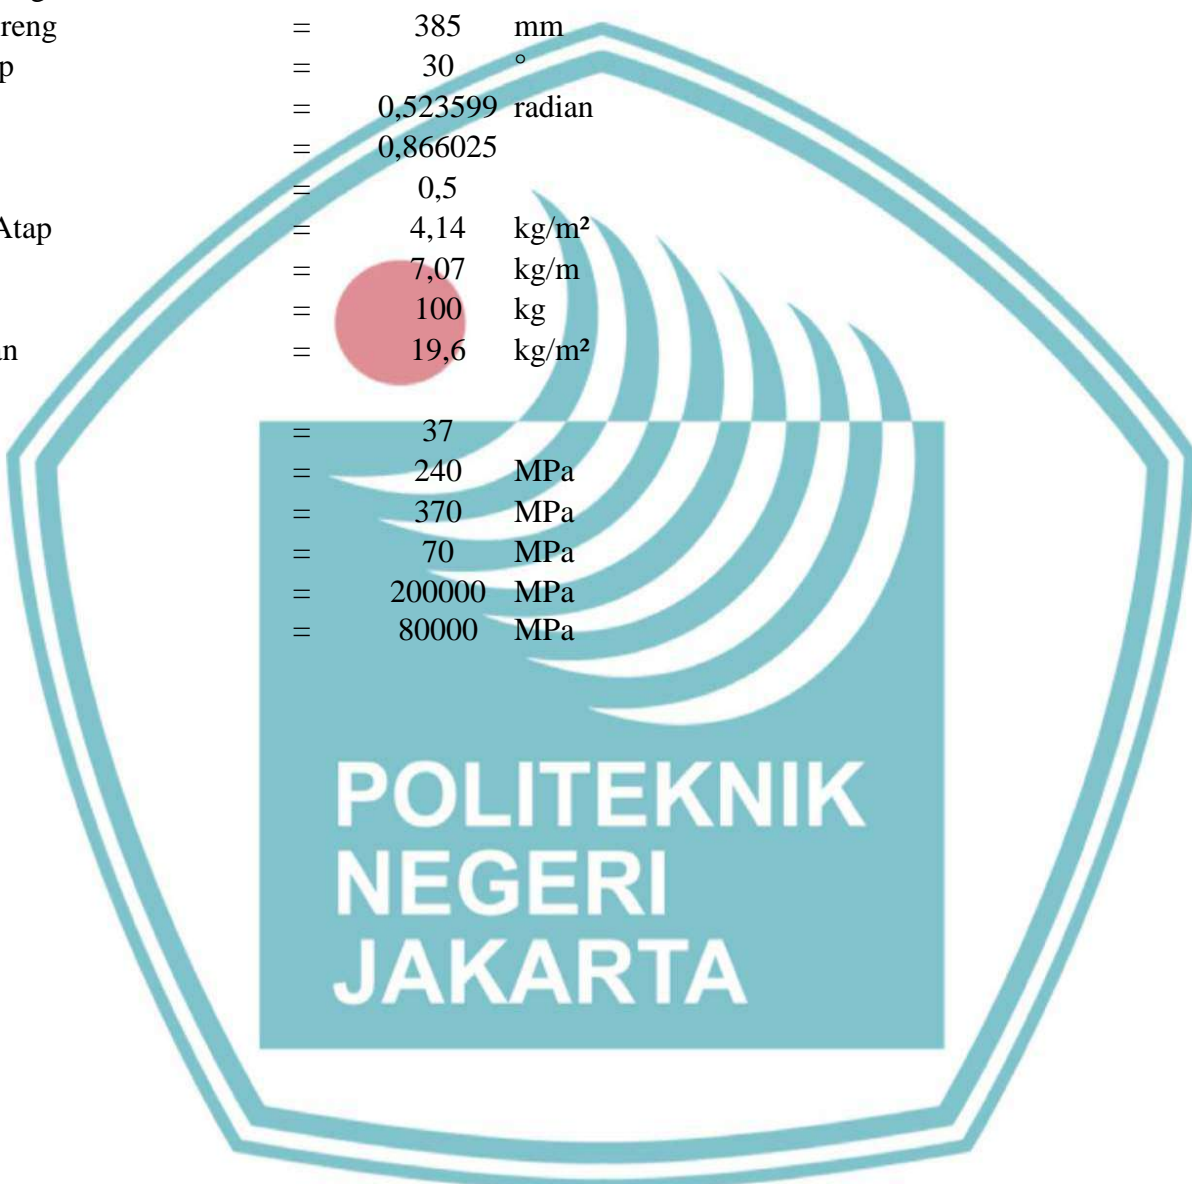 reng = 385 mm
p = 30 °
= 0,523599 radian
= 0,866025
= 0,5
Atap = 4,14 kg/m²
= 7,07 kg/m
= 100 kg
an = 19,6 kg/m²
= 37
= 240 MPa
= 370 MPa
= 70 MPa
= 200000 MPa
= 80000 MPa
POLITEKNIK
NEGERI
JAKARTA